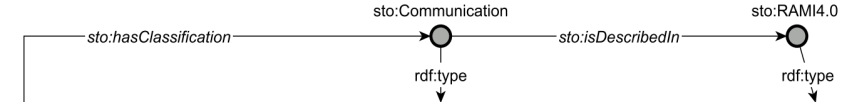 sto:Communication
sto:RAMI4.0
sto:hasClassification
sto:isDescribedIn
rdf:type
rdf:type